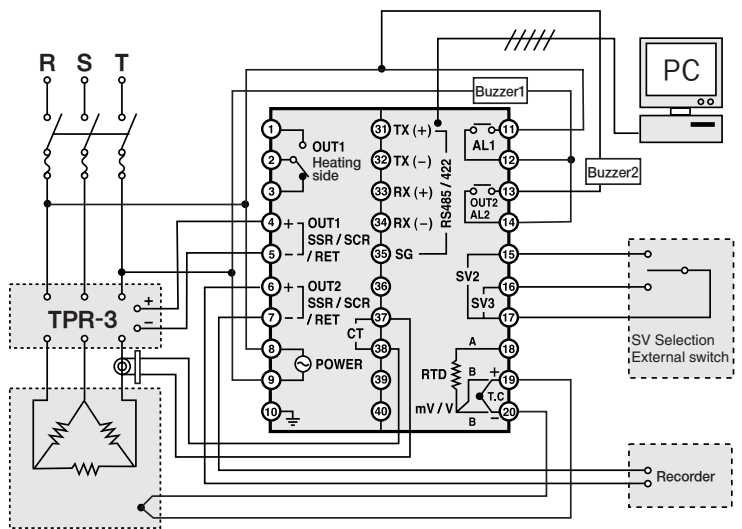 R S T
PC
Buzzer1
Buzzer2
1
2
3
4
5
6
7
8
9
10
OUT1
Heating
side
+ OUT1
SSR / SCR
− / RET
+ OUT2
SSR / SCR
− / RET
CT
POWER
31 TX (+)
32 TX (−)
33 RX (+)
34 RX (−)
35 SG
36
37
38
39
40
RS485 / 422
AL1
OUT2
AL2
SV2
SV3
A
RTD
B
+
T.C
mV / V
B
−
11
12
13
14
15
16
17
18
19
20
TPR-3
+
−
SV Selection
External switch
Recorder